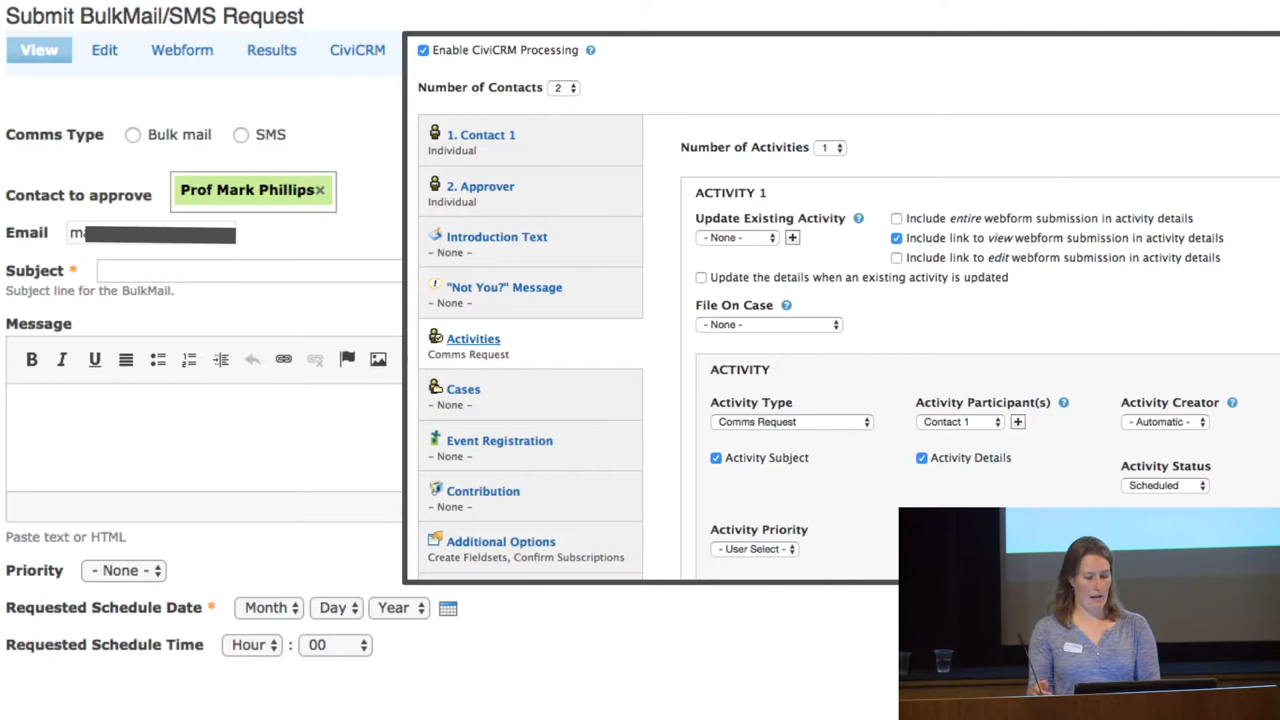 Submit BulkMail/SMS Request
View Edit Webform Results CiviCRM
Comms Type Bulk mail SMS
Contact to approve Prof Mark Phillips×
Email
Subject *
Subject line for the BulkMail.
Message
B I U
Paste text or HTML
Priority - None -
Requested Schedule Date * Month Day Year
Requested Schedule Time Hour : 00
Enable CiviCRM Processing ?
Number of Contacts 2
1. Contact 1
Individual
2. Approver
Individual
Introduction Text
- None -
"Not You?" Message
- None -
Activities
Comms Request
Cases
- None -
Event Registration
- None -
Contribution
- None -
Additional Options
Create Fieldsets, Confirm Subscriptions
Number of Activities 1
ACTIVITY 1
Update Existing Activity ?
- None - +
Include entire webform submission in activity details
Include link to view webform submission in activity details
Include link to edit webform submission in activity details
Update the details when an existing activity is updated
File On Case ?
- None -
ACTIVITY
Activity Type Activity Participant(s) ? Activity Creator ?
Comms Request Contact 1 + - Automatic -
Activity Subject Activity Details
Activity Status
Scheduled
Activity Priority
- User Select -